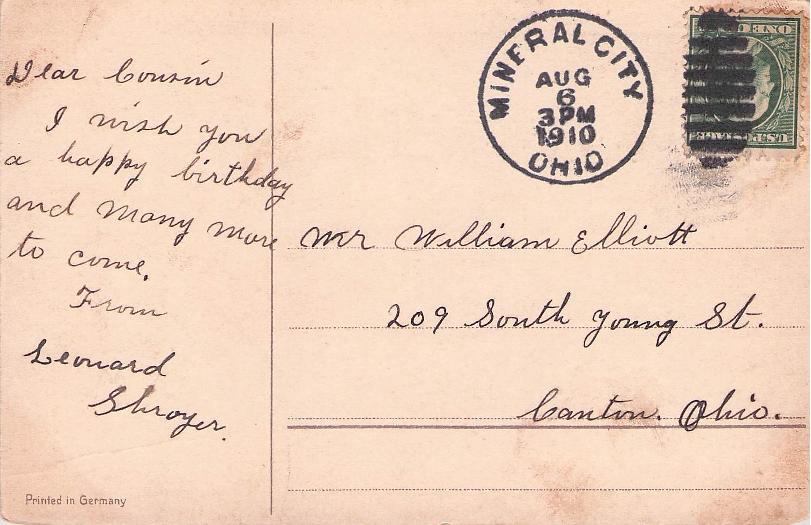 Dear Cousin
I wish you
a happy birthday
and many more
to come.
From
Leonard
Shroyer.
Printed in Germany
MINERAL CITY
AUG
6
3 PM
1910
OHIO
Mr William Elliott
209 South Young St.
Canton. Ohio.